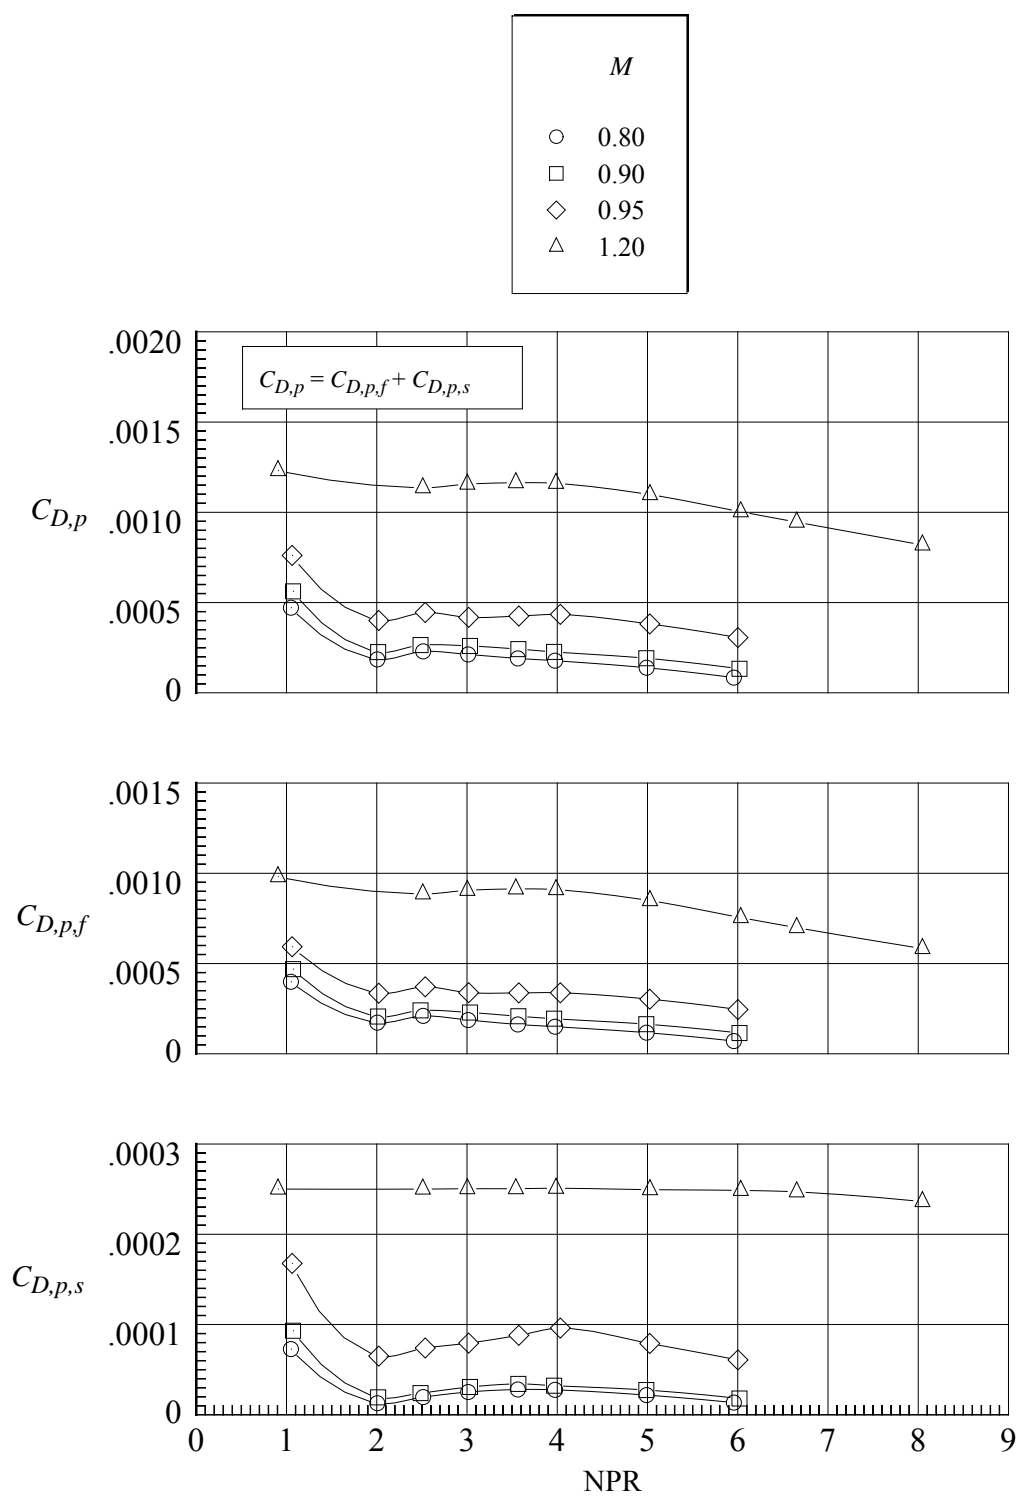 M
0.80
0.90
0.95
1.20
.0020
C_{D,p} = C_{D,p,f} + C_{D,p,s}
.0015
C_{D,p}
.0010
.0005
0
.0015
.0010
C_{D,p,f}
.0005
0
.0003
.0002
C_{D,p,s}
.0001
0
0 1 2 3 4 5 6 7 8 9
NPR